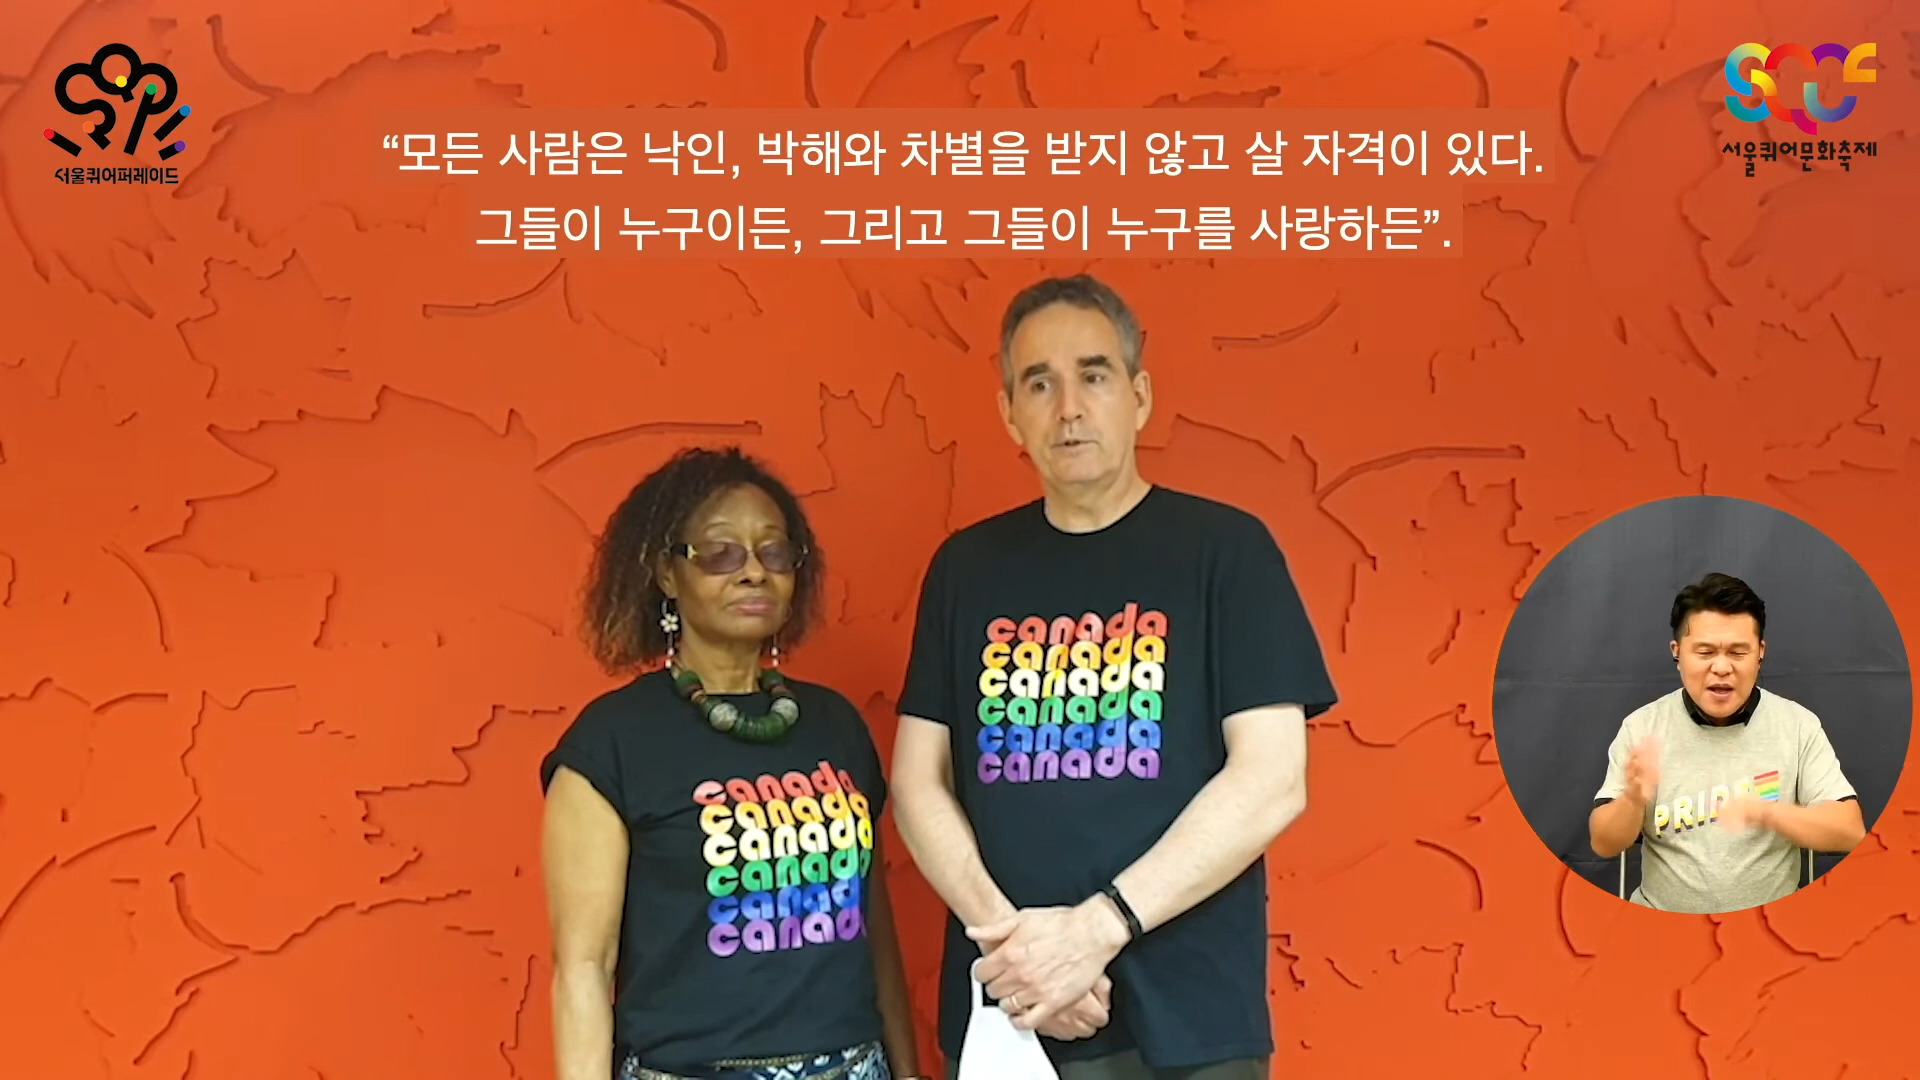 SQP
서울퀴어퍼레이드
SQCF
서울퀴어문화축제
“모든 사람은 낙인, 박해와 차별을 받지 않고 살 자격이 있다.
그들이 누구이든, 그리고 그들이 누구를 사랑하든”.
canada
canada
canada
canada
canada
canada
canada
canada
canada
canada
canada
canada
PRIDE